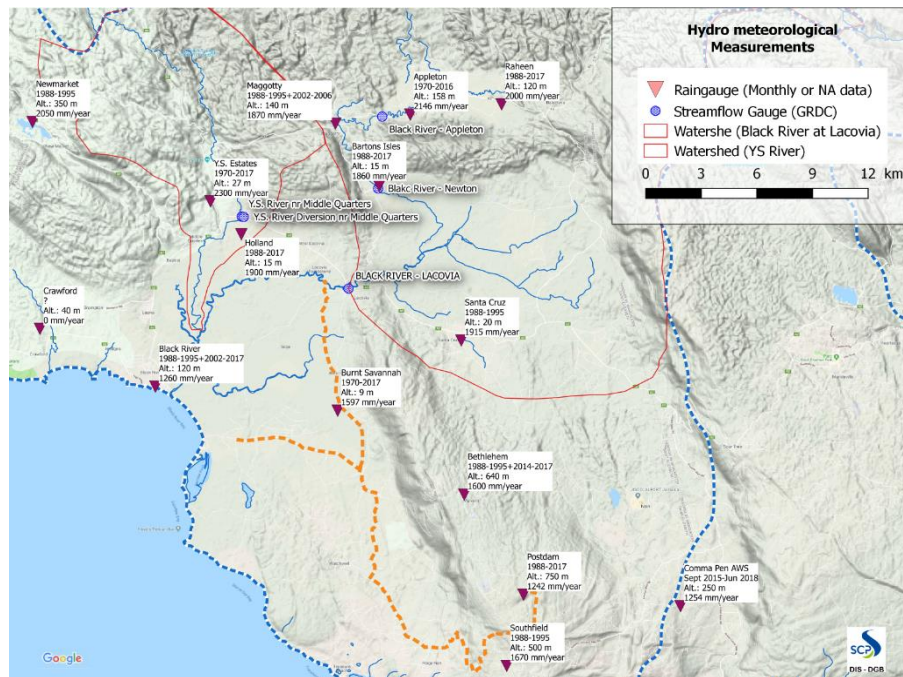 Hydro meteorological
Measurements
Raingauge (Monthly or NA data)
Streamflow Gauge (GRDC)
Watershe (Black River at Lacovia)
Watershed (YS River)
0 3 6 9 12 km
Newmarket
1988-1995
Alt.: 350 m
2050 mm/year
Maggotty
1988-1995+2002-2006
Alt.: 140 m
1870 mm/year
Appleton
1970-2016
Alt.: 158 m
2146 mm/year
Raheen
1988-2017
Alt.: 120 m
2000 mm/year
Black River - Appleton
Bartons Isles
1988-2017
Alt.: 15 m
1860 mm/year
Blakc River - Newton
Y.S. Estates
1970-2017
Alt.: 27 m
2300 mm/year
Y.S. River nr Middle Quarters
Y.S. River Diversion nr Middle Quarters
Holland
1988-2017
Alt.: 15 m
1900 mm/year
BLACK RIVER - LACOVIA
Crawford
?
Alt.: 40 m
0 mm/year
Santa Cruz
1988-1995
Alt.: 20 m
1915 mm/year
Black River
1988-1995+2002-2017
Alt.: 120 m
1260 mm/year
Burnt Savannah
1970-2017
Alt.: 9 m
1597 mm/year
Bethlehem
1988-1995+2014-2017
Alt.: 640 m
1600 mm/year
Postdam
1988-2017
Alt.: 750 m
1242 mm/year
Comma Pen AWS
Sept 2015-Jun 2018
Alt.: 250 m
1254 mm/year
Southfield
1988-1995
Alt.: 500 m
1670 mm/year
Google
SCP
DIS - DGB